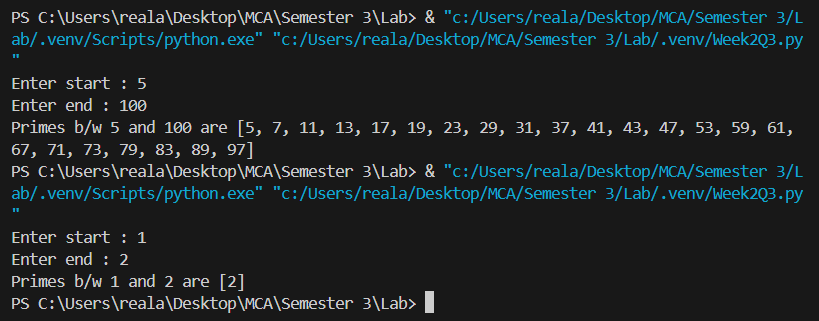 PS C:\Users\reala\Desktop\MCA\Semester 3\Lab> & "c:/Users/reala/Desktop/MCA/Semester 3/L
ab/.venv/Scripts/python.exe" "c:/Users/reala/Desktop/MCA/Semester 3/Lab/.venv/Week2Q3.py
"
Enter start : 5
Enter end : 100
Primes b/w 5 and 100 are [5, 7, 11, 13, 17, 19, 23, 29, 31, 37, 41, 43, 47, 53, 59, 61,
67, 71, 73, 79, 83, 89, 97]
PS C:\Users\reala\Desktop\MCA\Semester 3\Lab> & "c:/Users/reala/Desktop/MCA/Semester 3/L
ab/.venv/Scripts/python.exe" "c:/Users/reala/Desktop/MCA/Semester 3/Lab/.venv/Week2Q3.py
"
Enter start : 1
Enter end : 2
Primes b/w 1 and 2 are [2]
PS C:\Users\reala\Desktop\MCA\Semester 3\Lab>